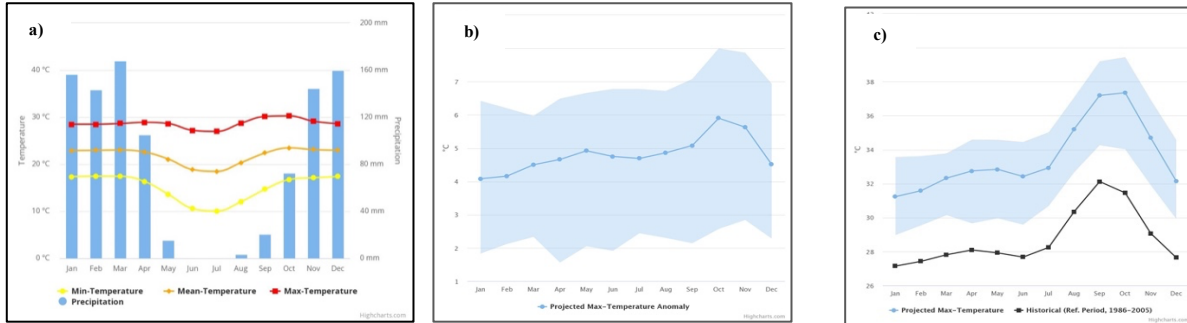 a)
200 mm
40 °C
160 mm
30 °C
120 mm
20 °C
80 mm
10 °C
40 mm
0 °C
0 mm
Temperature
Precipitation
Jan Feb Mar Apr May Jun Jul Aug Sep Oct Nov Dec
Min-Temperature Mean-Temperature Max-Temperature
Precipitation
Highcharts.com
b)
7
6
5
4
3
2
1
°C
Jan Feb Mar Apr May Jun Jul Aug Sep Oct Nov Dec
Projected Max-Temperature Anomaly
Highcharts.com
c)
38
36
34
32
30
28
26
°C
Jan Feb Mar Apr May Jun Jul Aug Sep Oct Nov Dec
Projected Max-Temperature Historical (Ref. Period, 1986-2005)
Highcharts.com